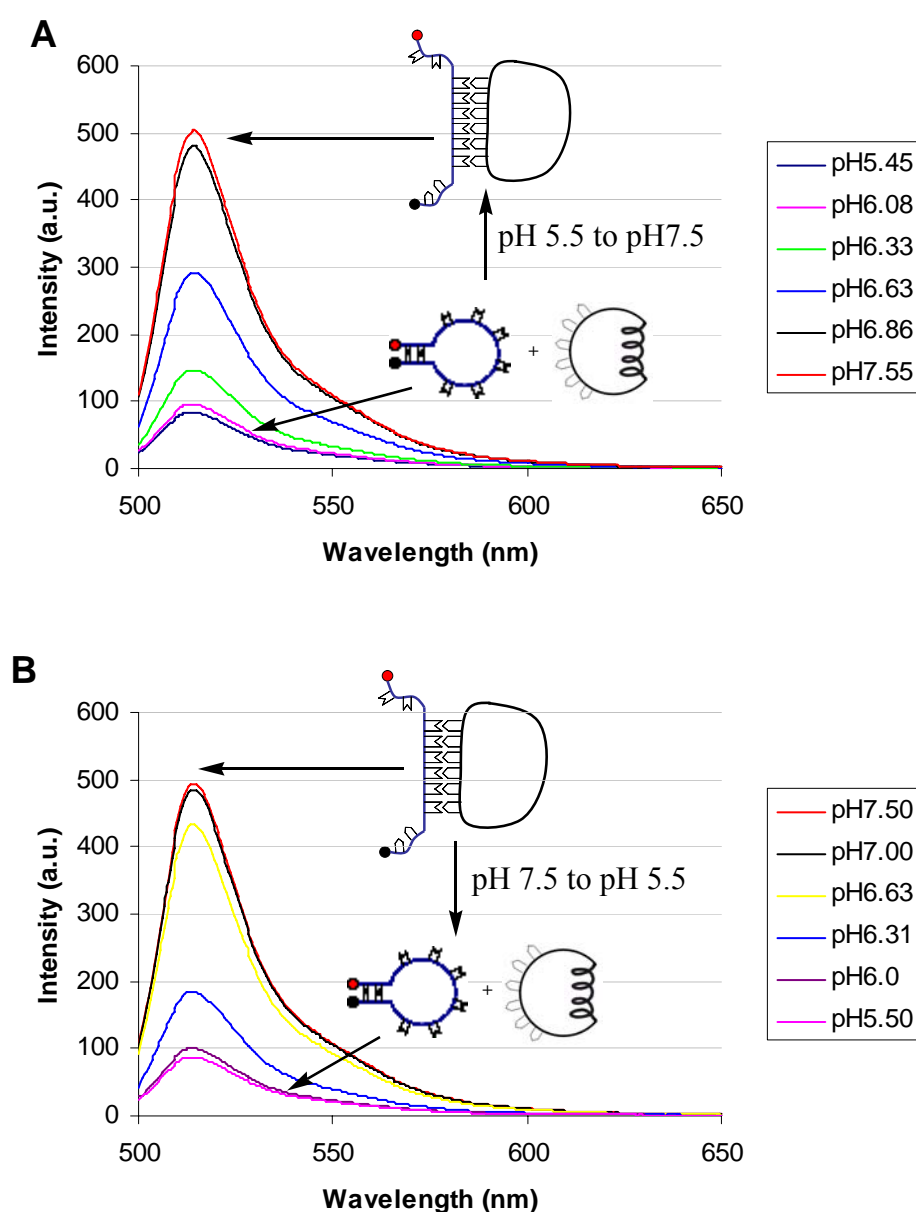 A
600
500
400
300
200
100
0
Intensity (a.u.)
500
550
600
650
Wavelength (nm)
pH 5.5 to pH7.5
+
pH5.45
pH6.08
pH6.33
pH6.63
pH6.86
pH7.55
B
600
500
400
300
200
100
0
Intensity (a.u.)
500
550
600
650
Wavelength (nm)
pH 7.5 to pH 5.5
+
pH7.50
pH7.00
pH6.63
pH6.31
pH6.0
pH5.50